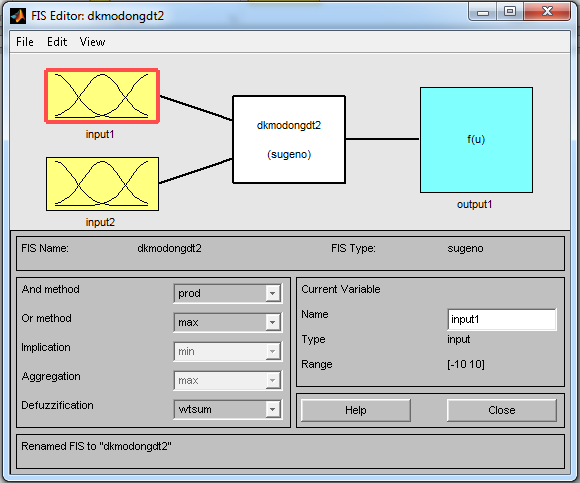 FIS Editor: dkmodongdt2
File Edit View
input1
input2
dkmodongdt2
(sugeno)
f(u)
output1
FIS Name: dkmodongdt2 FIS Type: sugeno
And method prod
Or method max
Implication min
Aggregation max
Defuzzification wtsum
Current Variable
Name input1
Type input
Range [-10 10]
Help Close
Renamed FIS to "dkmodongdt2"